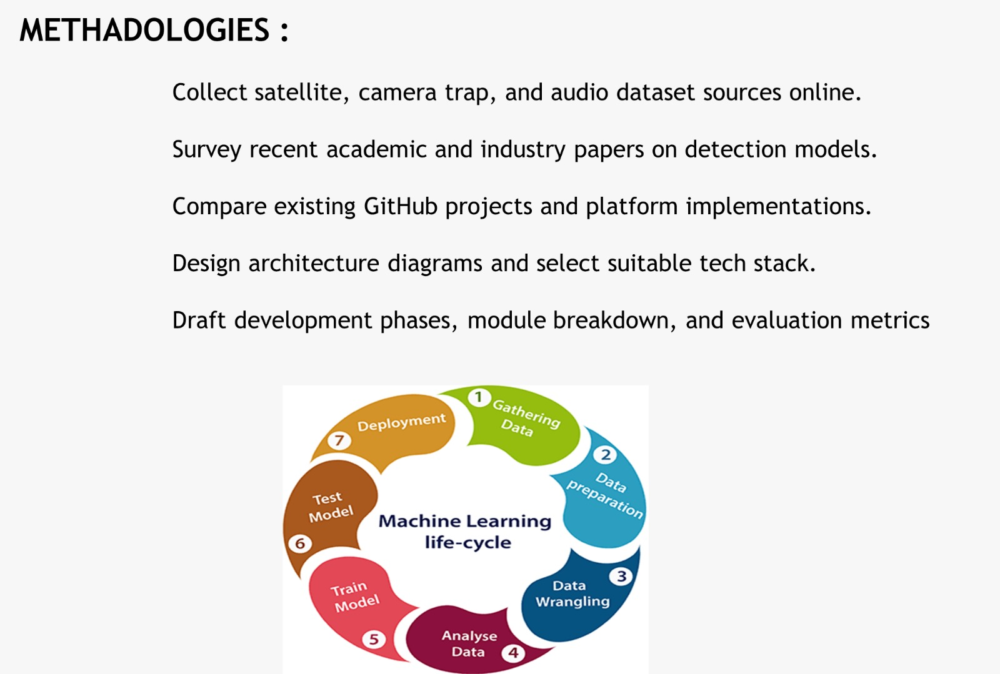 METHADOLOGIES :
Collect satellite, camera trap, and audio dataset sources online.
Survey recent academic and industry papers on detection models.
Compare existing GitHub projects and platform implementations.
Design architecture diagrams and select suitable tech stack.
Draft development phases, module breakdown, and evaluation metrics
1
Gathering
Data
2
Data
preparation
3
Data
Wrangling
4
Analyse
Data
5
Train
Model
6
Test
Model
7
Deployment
Machine Learning
life-cycle